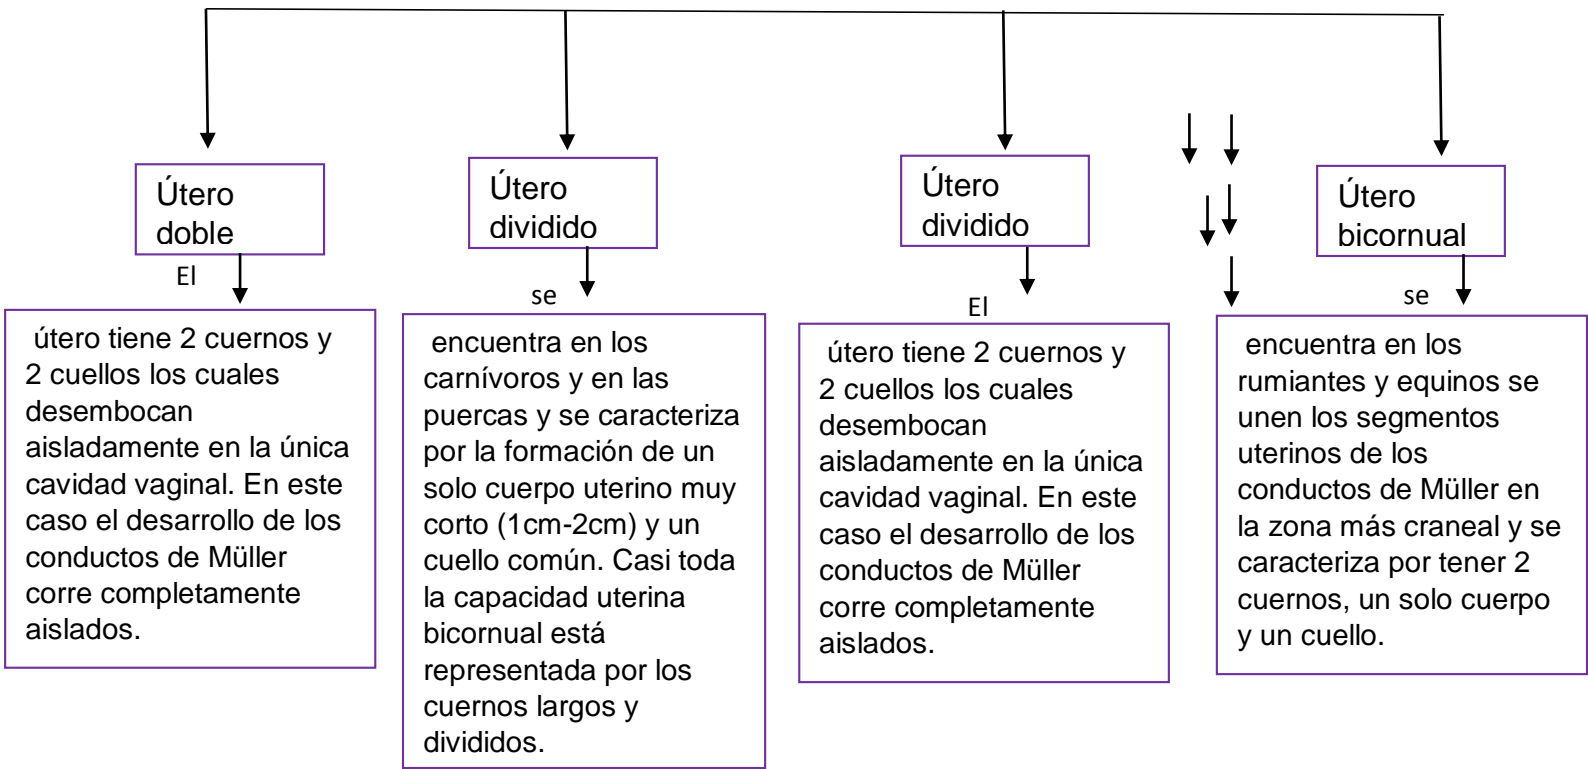 Útero
doble
El
útero tiene 2 cuernos y
2 cuellos los cuales
desembocan
aisladamente en la única
cavidad vaginal. En este
caso el desarrollo de los
conductos de Müller
corre completamente
aislados.
Útero
dividido
se
encuentra en los
carnívoros y en las
puercas y se caracteriza
por la formación de un
solo cuerpo uterino muy
corto (1cm-2cm) y un
cuello común. Casi toda
la capacidad uterina
bicornual está
representada por los
cuernos largos y
divididos.
Útero
dividido
El
útero tiene 2 cuernos y
2 cuellos los cuales
desembocan
aisladamente en la única
cavidad vaginal. En este
caso el desarrollo de los
conductos de Müller
corre completamente
aislados.
Útero
bicornual
se
encuentra en los
rumiantes y equinos se
unen los segmentos
uterinos de los
conductos de Müller en
la zona más craneal y se
caracteriza por tener 2
cuernos, un solo cuerpo
y un cuello.